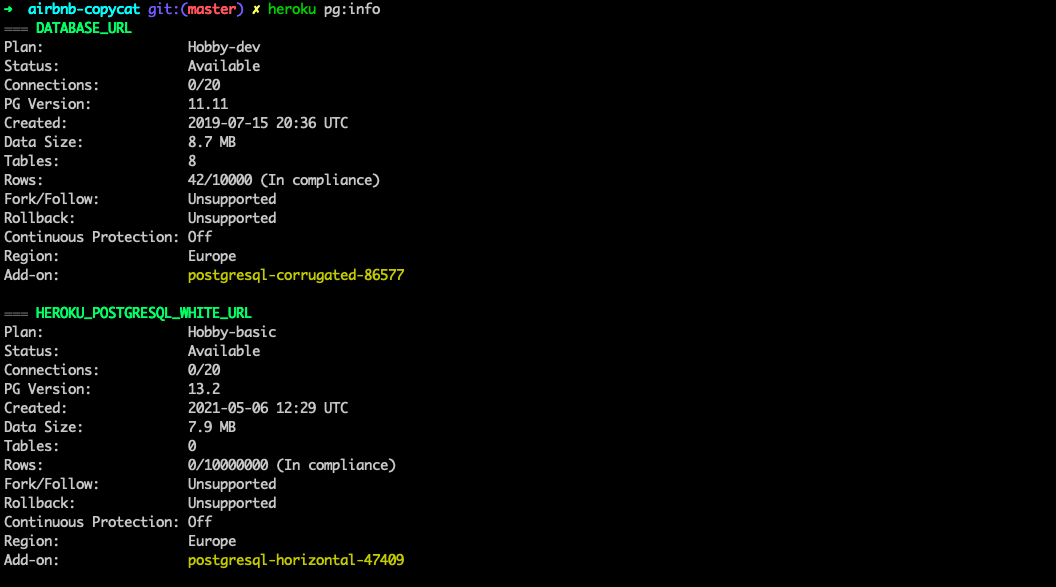 ➜  airbnb-copycat git:(master) ✗ heroku pg:info
=== DATABASE_URL
Plan:                  Hobby-dev
Status:                Available
Connections:           0/20
PG Version:            11.11
Created:               2019-07-15 20:36 UTC
Data Size:             8.7 MB
Tables:                8
Rows:                  42/10000 (In compliance)
Fork/Follow:           Unsupported
Rollback:              Unsupported
Continuous Protection: Off
Region:                Europe
Add-on:                postgresql-corrugated-86577

=== HEROKU_POSTGRESQL_WHITE_URL
Plan:                  Hobby-basic
Status:                Available
Connections:           0/20
PG Version:            13.2
Created:               2021-05-06 12:29 UTC
Data Size:             7.9 MB
Tables:                0
Rows:                  0/10000000 (In compliance)
Fork/Follow:           Unsupported
Rollback:              Unsupported
Continuous Protection: Off
Region:                Europe
Add-on:                postgresql-horizontal-47409